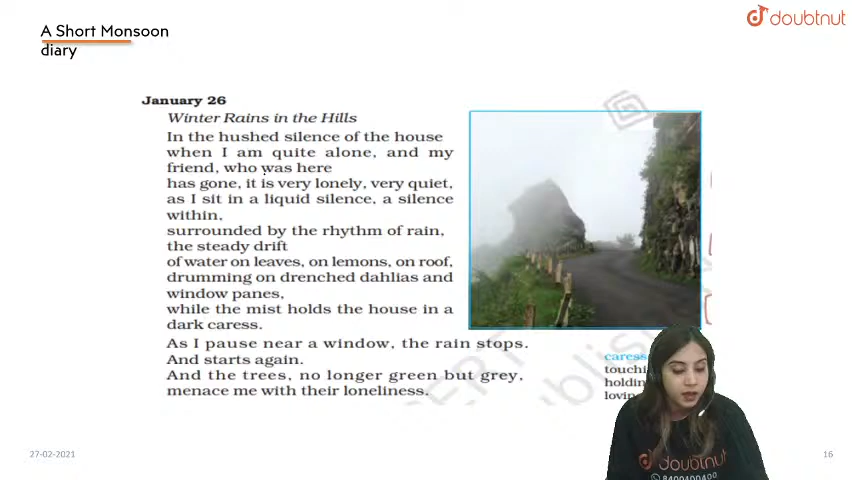 A Short Monsoon
diary
doubtnut
January 26
Winter Rains in the Hills
In the hushed silence of the house
when I am quite alone, and my
friend, who was here
has gone, it is very lonely, very quiet,
as I sit in a liquid silence, a silence
within,
surrounded by the rhythm of rain,
the steady drift
of water on leaves, on lemons, on roof,
drumming on drenched dahlias and
window panes,
while the mist holds the house in a
dark caress.
As I pause near a window, the rain stops.
And starts again.
And the trees, no longer green but grey,
menace me with their loneliness.
caress
doubtnut
8400400400
27-02-2021
16